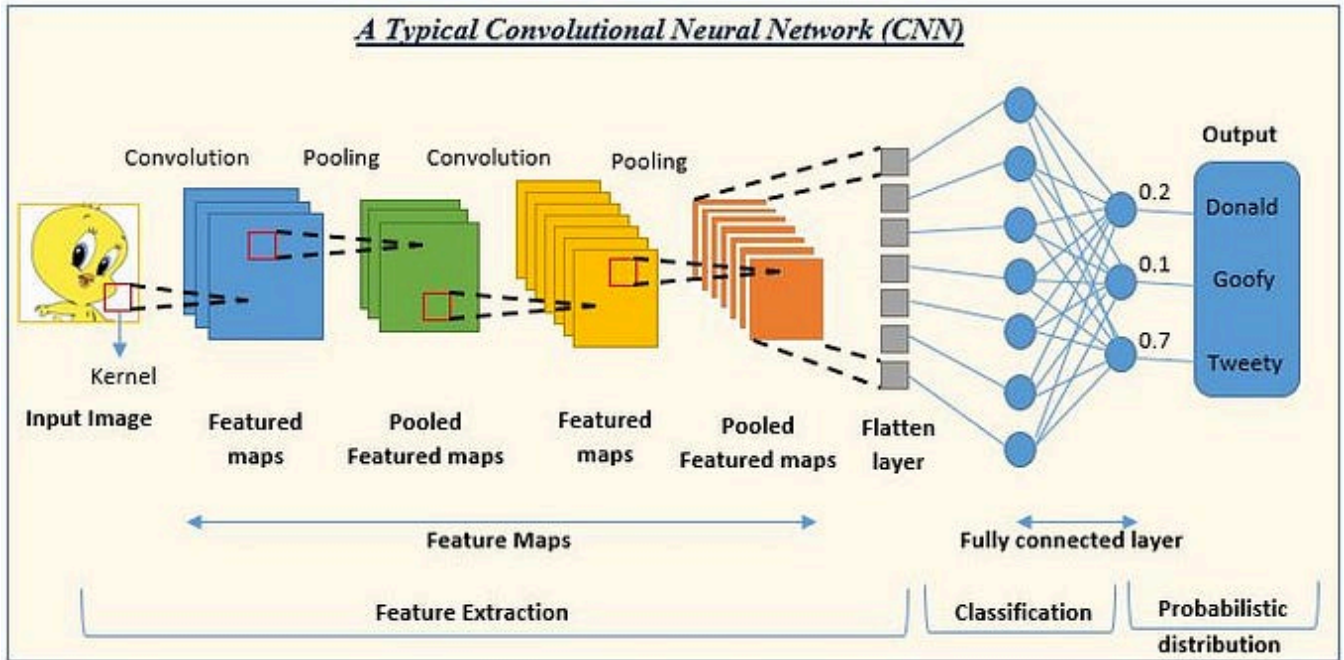 A Typical Convolutional Neural Network (CNN)
Convolution
Pooling
Convolution
Pooling
Output
0.2
Donald
0.1
Goofy
0.7
Tweety
Kernel
Input Image
Featured
maps
Pooled
Featured maps
Featured
maps
Pooled
Featured maps
Flatten
layer
Feature Maps
Fully connected layer
Feature Extraction
Classification
Probabilistic
distribution